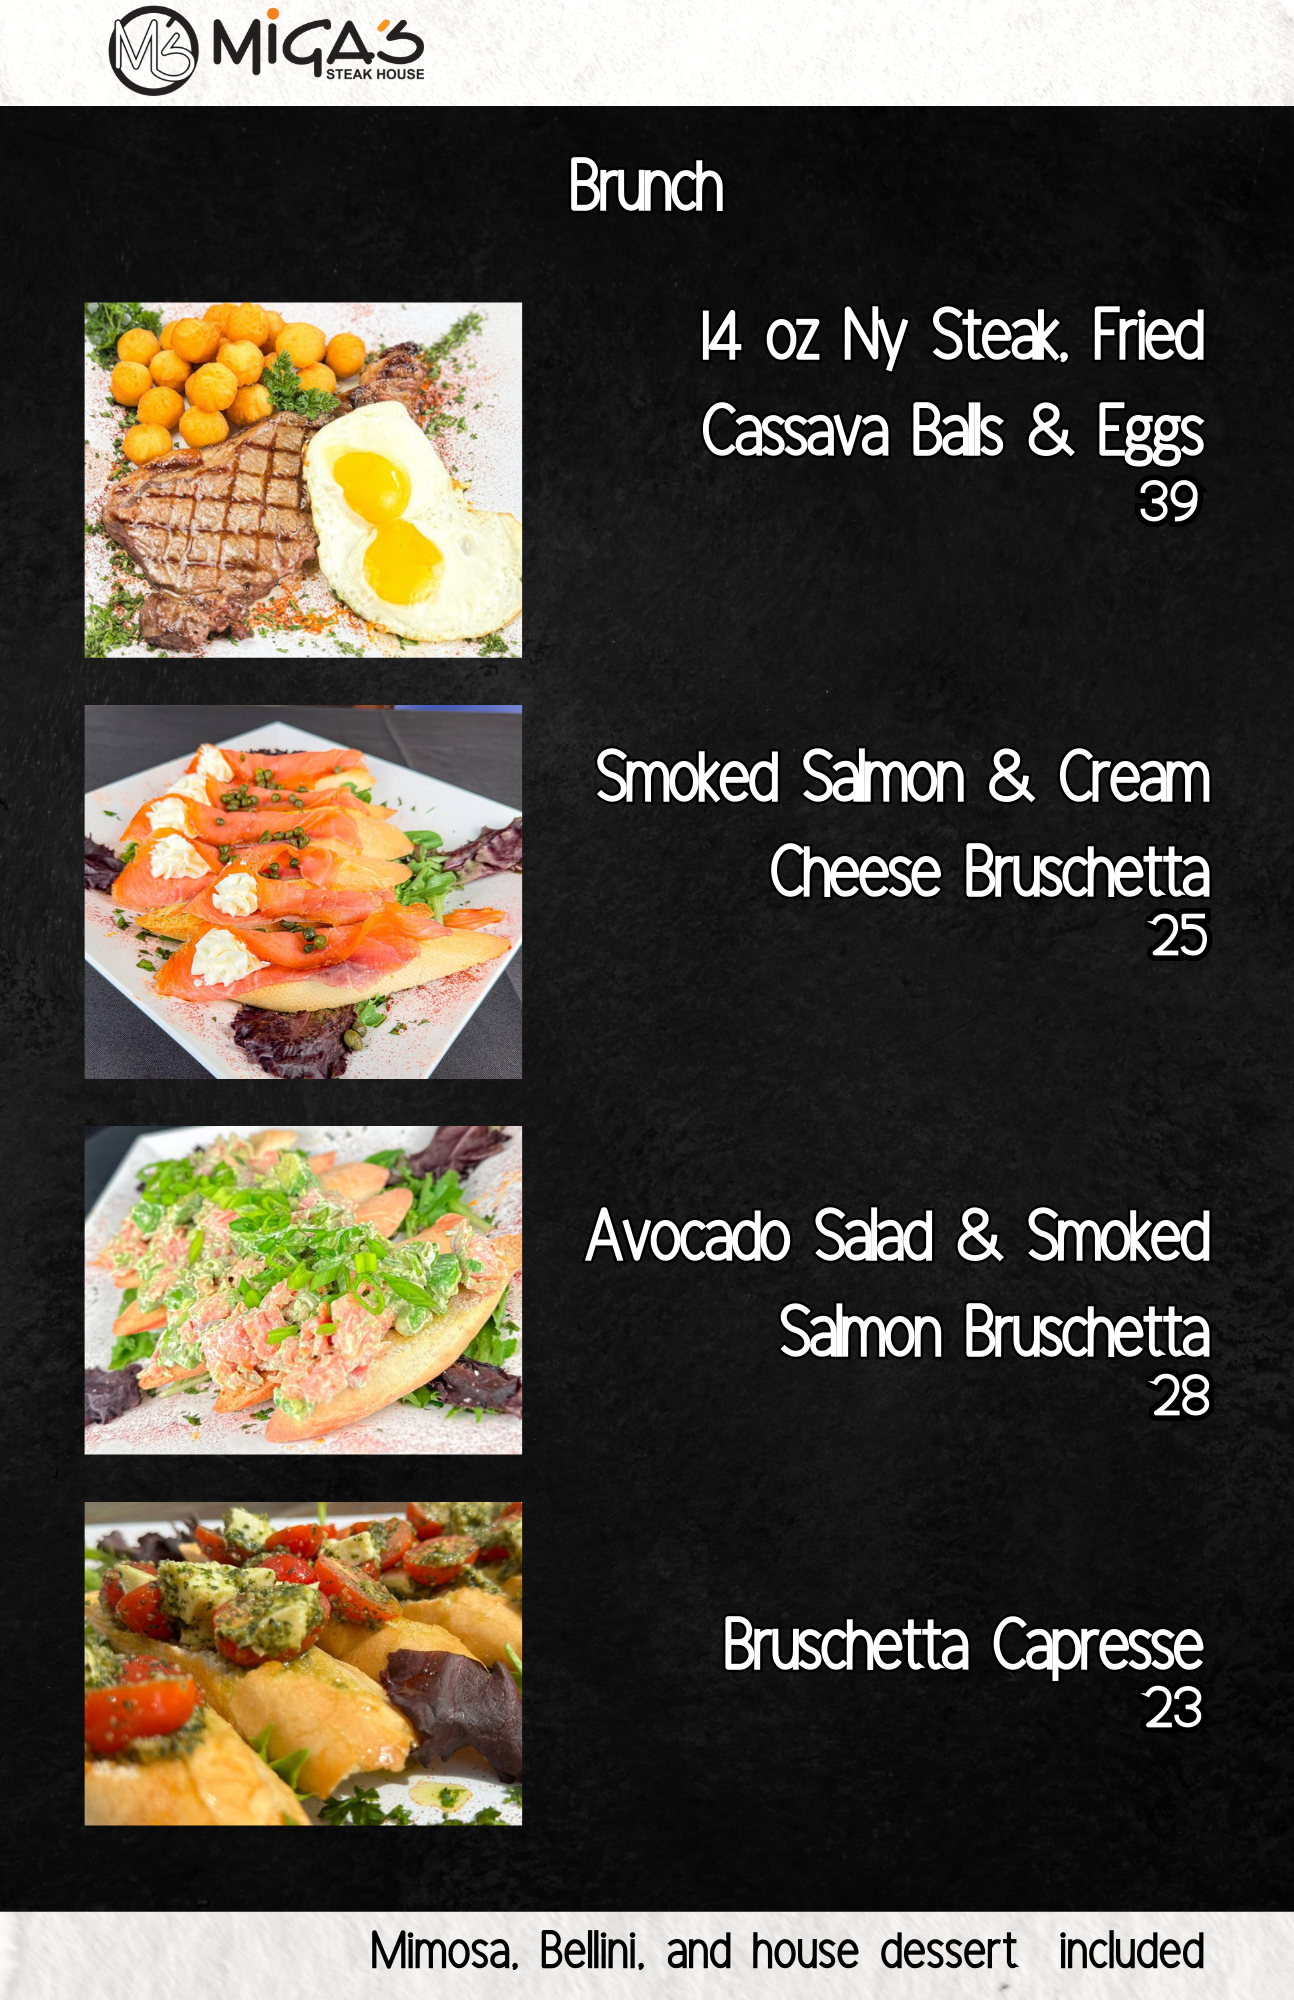 MS MiGA'S
STEAK HOUSE
Brunch
14 oz Ny Steak, Fried
Cassava Balls & Eggs
39
Smoked Salmon & Cream
Cheese Bruschetta
25
Avocado Salad & Smoked
Salmon Bruschetta
28
Bruschetta Capresse
23
Mimosa, Bellini, and house dessert included